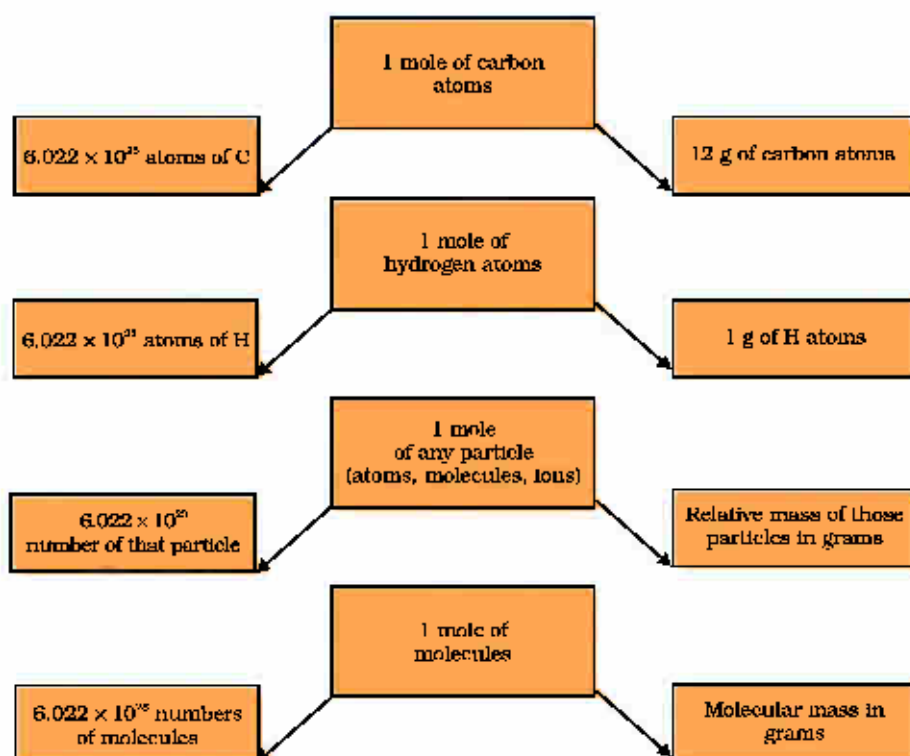 1 mole of carbon
atoms
6.022 × 10²³ atoms of C
12 g of carbon atoms
1 mole of
hydrogen atoms
6.022 × 10²³ atoms of H
1 g of H atoms
1 mole
of any particle
(atoms, molecules, ions)
6.022 × 10²³
number of that particle
Relative mass of those
particles in grams
1 mole of
molecules
6.022 × 10²³ numbers
of molecules
Molecular mass in
grams